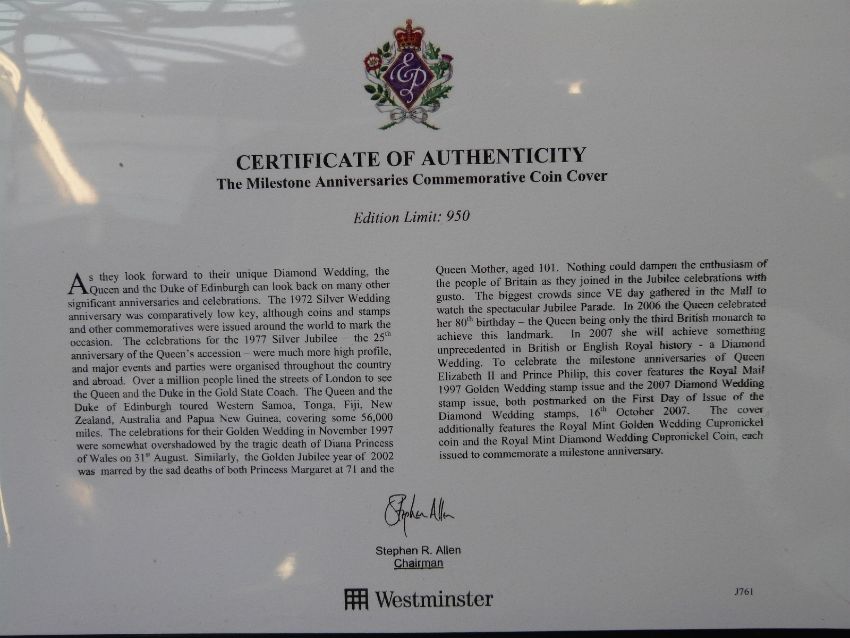 EP
CERTIFICATE OF AUTHENTICITY
The Milestone Anniversaries Commemorative Coin Cover
Edition Limit: 950
As they look forward to their unique Diamond Wedding, the
Queen and the Duke of Edinburgh can look back on many other
significant anniversaries and celebrations. The 1972 Silver Wedding
anniversary was comparatively low key, although coins and stamps
and other commemoratives were issued around the world to mark the
occasion. The celebrations for the 1977 Silver Jubilee – the 25th
anniversary of the Queen's accession – were much more high profile,
and major events and parties were organised throughout the country
and abroad. Over a million people lined the streets of London to see
the Queen and the Duke in the Gold State Coach. The Queen and the
Duke of Edinburgh toured Western Samoa, Tonga, Fiji, New
Zealand, Australia and Papua New Guinea, covering some 56,000
miles. The celebrations for their Golden Wedding in November 1997
were somewhat overshadowed by the tragic death of Diana Princess
of Wales on 31st August. Similarly, the Golden Jubilee year of 2002
was marred by the sad deaths of both Princess Margaret at 71 and the
Queen Mother, aged 101. Nothing could dampen the enthusiasm of
the people of Britain as they joined in the Jubilee celebrations with
gusto. The biggest crowds since VE day gathered in the Mall to
watch the spectacular Jubilee Parade. In 2006 the Queen celebrated
her 80th birthday – the Queen being only the third British monarch to
achieve this landmark. In 2007 she will achieve something
unprecedented in British or English Royal history - a Diamond
Wedding. To celebrate the milestone anniversaries of Queen
Elizabeth II and Prince Philip, this cover features the Royal Mail
1997 Golden Wedding stamp issue and the 2007 Diamond Wedding
stamp issue, both postmarked on the First Day of Issue of the
Diamond Wedding stamps, 16th October 2007. The cover
additionally features the Royal Mint Golden Wedding Cupronickel
coin and the Royal Mint Diamond Wedding Cupronickel Coin, each
issued to commemorate a milestone anniversary.
Stephen Allen
Stephen R. Allen
Chairman
Westminster
J761